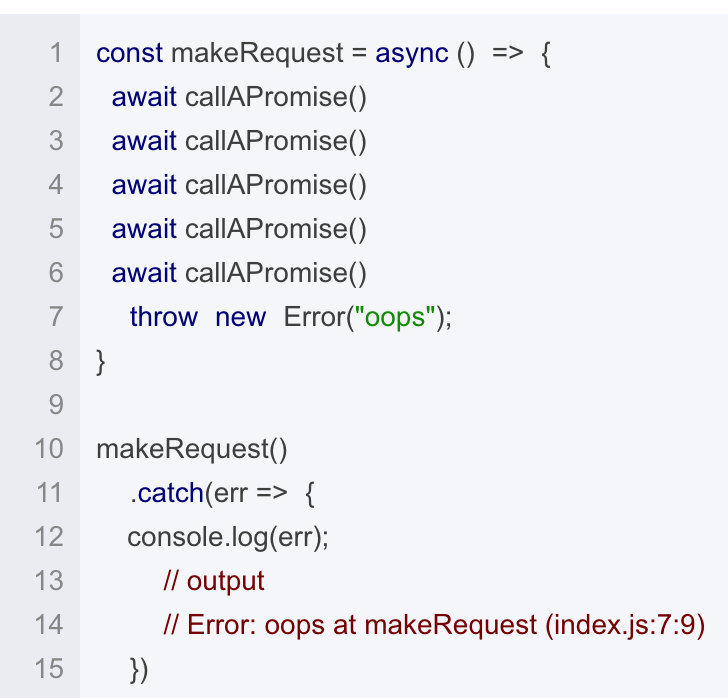 1 const makeRequest = async () => {
2 await callAPromise()
3 await callAPromise()
4 await callAPromise()
5 await callAPromise()
6 await callAPromise()
7 throw new Error("oops");
8 }
9
10 makeRequest()
11 .catch(err => {
12 console.log(err);
13 // output
14 // Error: oops at makeRequest (index.js:7:9)
15 })